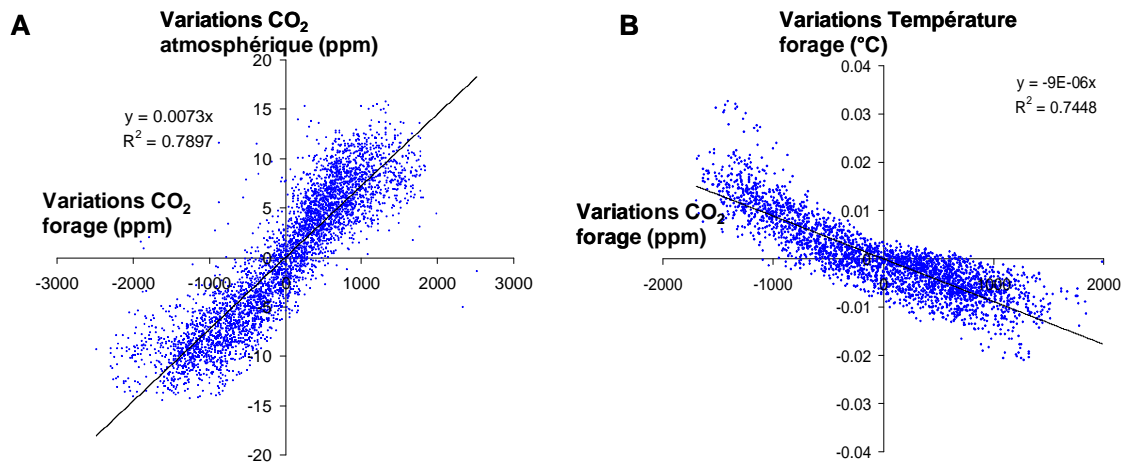 A
Variations CO2
atmosphérique (ppm)
20
15
10
5
-5
-10
-15
-20
y = 0.0073x
R2 = 0.7897
Variations CO2
forage (ppm)
-3000 -2000 -1000 0 1000 2000 3000
B
Variations Température
forage (°C)
0.04
0.03
0.02
0.01
0
-0.01
-0.02
-0.03
-0.04
y = -9E-06x
R2 = 0.7448
Variations CO2
forage (ppm)
-2000 -1000 0 1000 2000